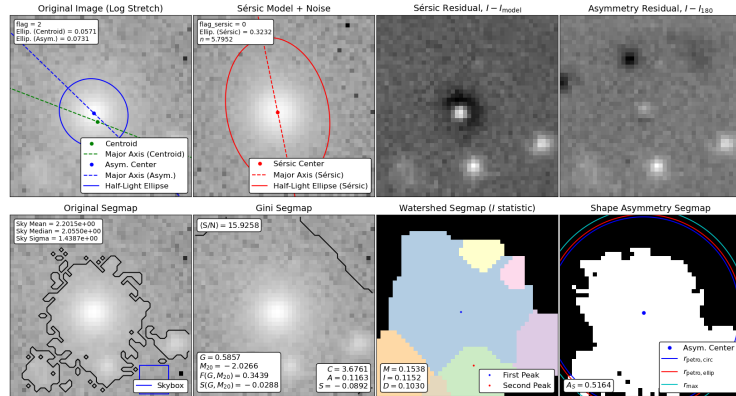 Original Image (Log Stretch)
flag = 2
Ellip. (Centroid) = 0.0571
Ellip. (Asym.) = 0.0731
Centroid
Major Axis (Centroid)
Asym. Center
Major Axis (Asym.)
Half-Light Ellipse
Sérsic Model + Noise
flag_sersic = 0
Ellip. (Sérsic) = 0.3232
n = 5.7952
Sérsic Center
Major Axis (Sérsic)
Half-Light Ellipse (Sérsic)
Sérsic Residual, I − I_model
Asymmetry Residual, I − I_180
Original Segmap
Sky Mean = 2.2015e+00
Sky Median = 2.0550e+00
Sky Sigma = 1.4387e+00
Skybox
Gini Segmap
⟨S/N⟩ = 15.9258
G = 0.5857
M_20 = −2.0266
F(G, M_20) = 0.3439
S(G, M_20) = −0.0288
C = 3.6761
A = 0.1163
S = −0.0892
Watershed Segmap (I statistic)
M = 0.1538
I = 0.1152
D = 0.1030
First Peak
Second Peak
Shape Asymmetry Segmap
A_S = 0.5164
Asym. Center
r_petro, circ
r_petro, ellip
r_max